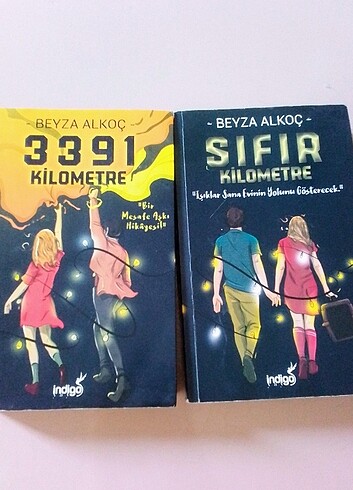 - BEYZA ALKOÇ -
3391
KİLOMETRE
"Bir
Mesafe Aşkı
Hikâyesi!"
indigo
- BEYZA ALKOÇ -
SIFIR
KİLOMETRE
"Işıklar Sana Evinin Yolunu Gösterecek."
indigo